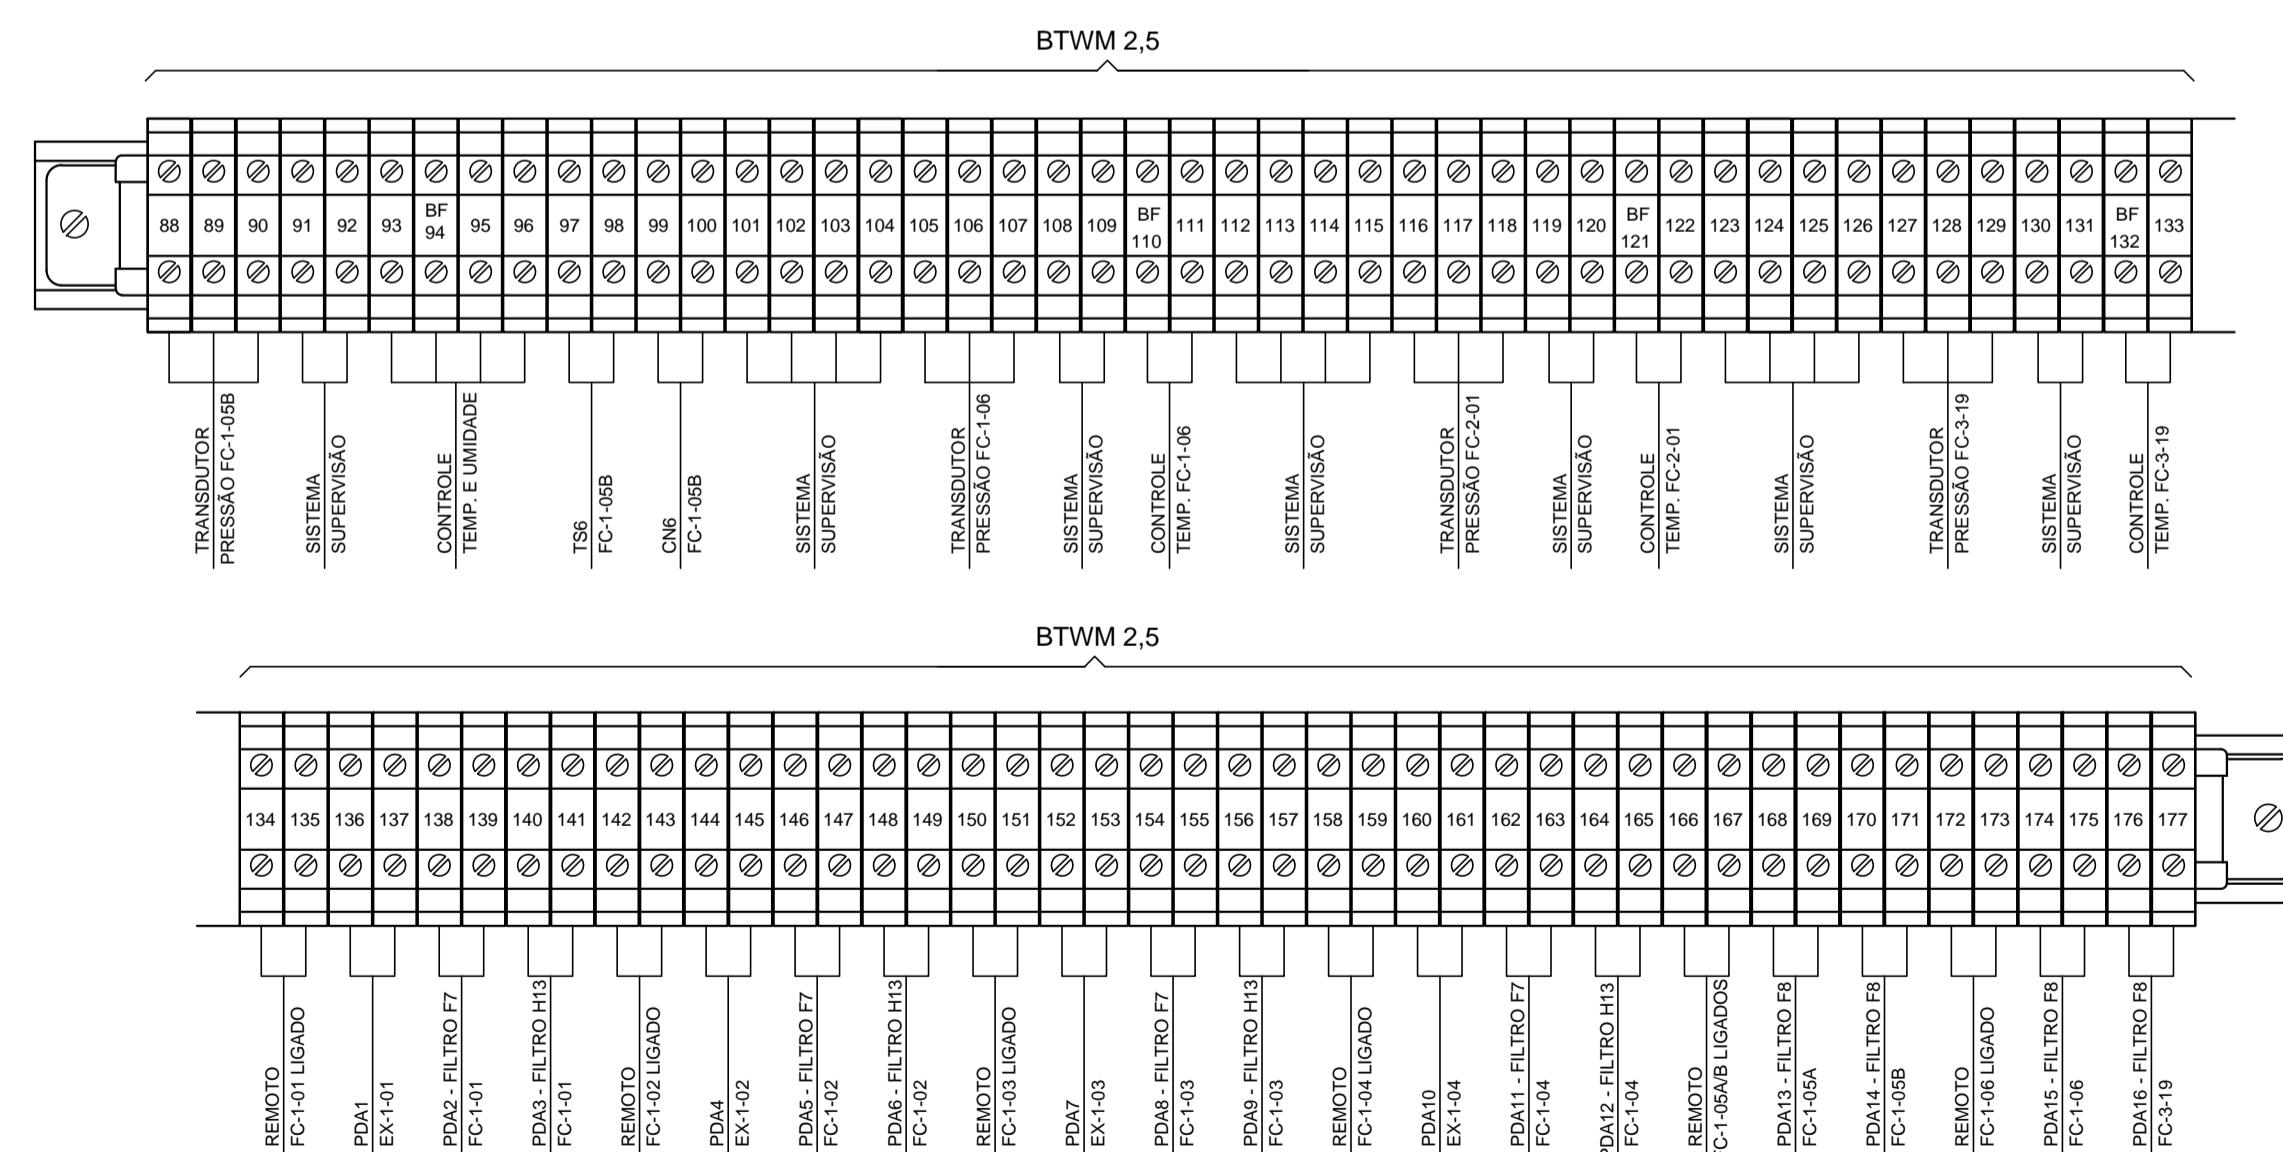 BTWM 2,5
88 89 90 91 92 93 BF 94 95 96 97 98 99 100 101 102 103 104 105 106 107 108 109 BF 110 111 112 113 114 115 116 117 118 119 120 BF 121 122 123 124 125 126 127 128 129 130 131 BF 132 133
TRANSDUTOR
PRESSÃO FC-1-05B
SISTEMA
SUPERVISÃO
CONTROLE
TEMP. E UMIDADE
TS6
FC-1-05B
CN6
FC-1-05B
SISTEMA
SUPERVISÃO
TRANSDUTOR
PRESSÃO FC-1-06
SISTEMA
SUPERVISÃO
CONTROLE
TEMP. FC-1-06
SISTEMA
SUPERVISÃO
TRANSDUTOR
PRESSÃO FC-2-01
SISTEMA
SUPERVISÃO
CONTROLE
TEMP. FC-2-01
SISTEMA
SUPERVISÃO
TRANSDUTOR
PRESSÃO FC-3-19
SISTEMA
SUPERVISÃO
CONTROLE
TEMP. FC-3-19
BTWM 2,5
134 135 136 137 138 139 140 141 142 143 144 145 146 147 148 149 150 151 152 153 154 155 156 157 158 159 160 161 162 163 164 165 166 167 168 169 170 171 172 173 174 175 176 177
REMOTO
FC-1-01 LIGADO
PDA1
EX-1-01
PDA2 - FILTRO F7
FC-1-01
PDA3 - FILTRO H13
FC-1-01
REMOTO
FC-1-02 LIGADO
PDA4
EX-1-02
PDA5 - FILTRO F7
FC-1-02
PDA6 - FILTRO H13
FC-1-02
REMOTO
FC-1-03 LIGADO
PDA7
EX-1-03
PDA8 - FILTRO F7
FC-1-03
PDA9 - FILTRO H13
FC-1-03
REMOTO
FC-1-04 LIGADO
PDA10
EX-1-04
PDA11 - FILTRO F7
FC-1-04
PDA12 - FILTRO H13
FC-1-04
REMOTO
FC-1-05A/B LIGADOS
PDA13 - FILTRO F8
FC-1-05A
PDA14 - FILTRO F8
FC-1-05B
REMOTO
FC-1-06 LIGADO
PDA15 - FILTRO F8
FC-1-06
PDA16 - FILTRO F8
FC-3-19